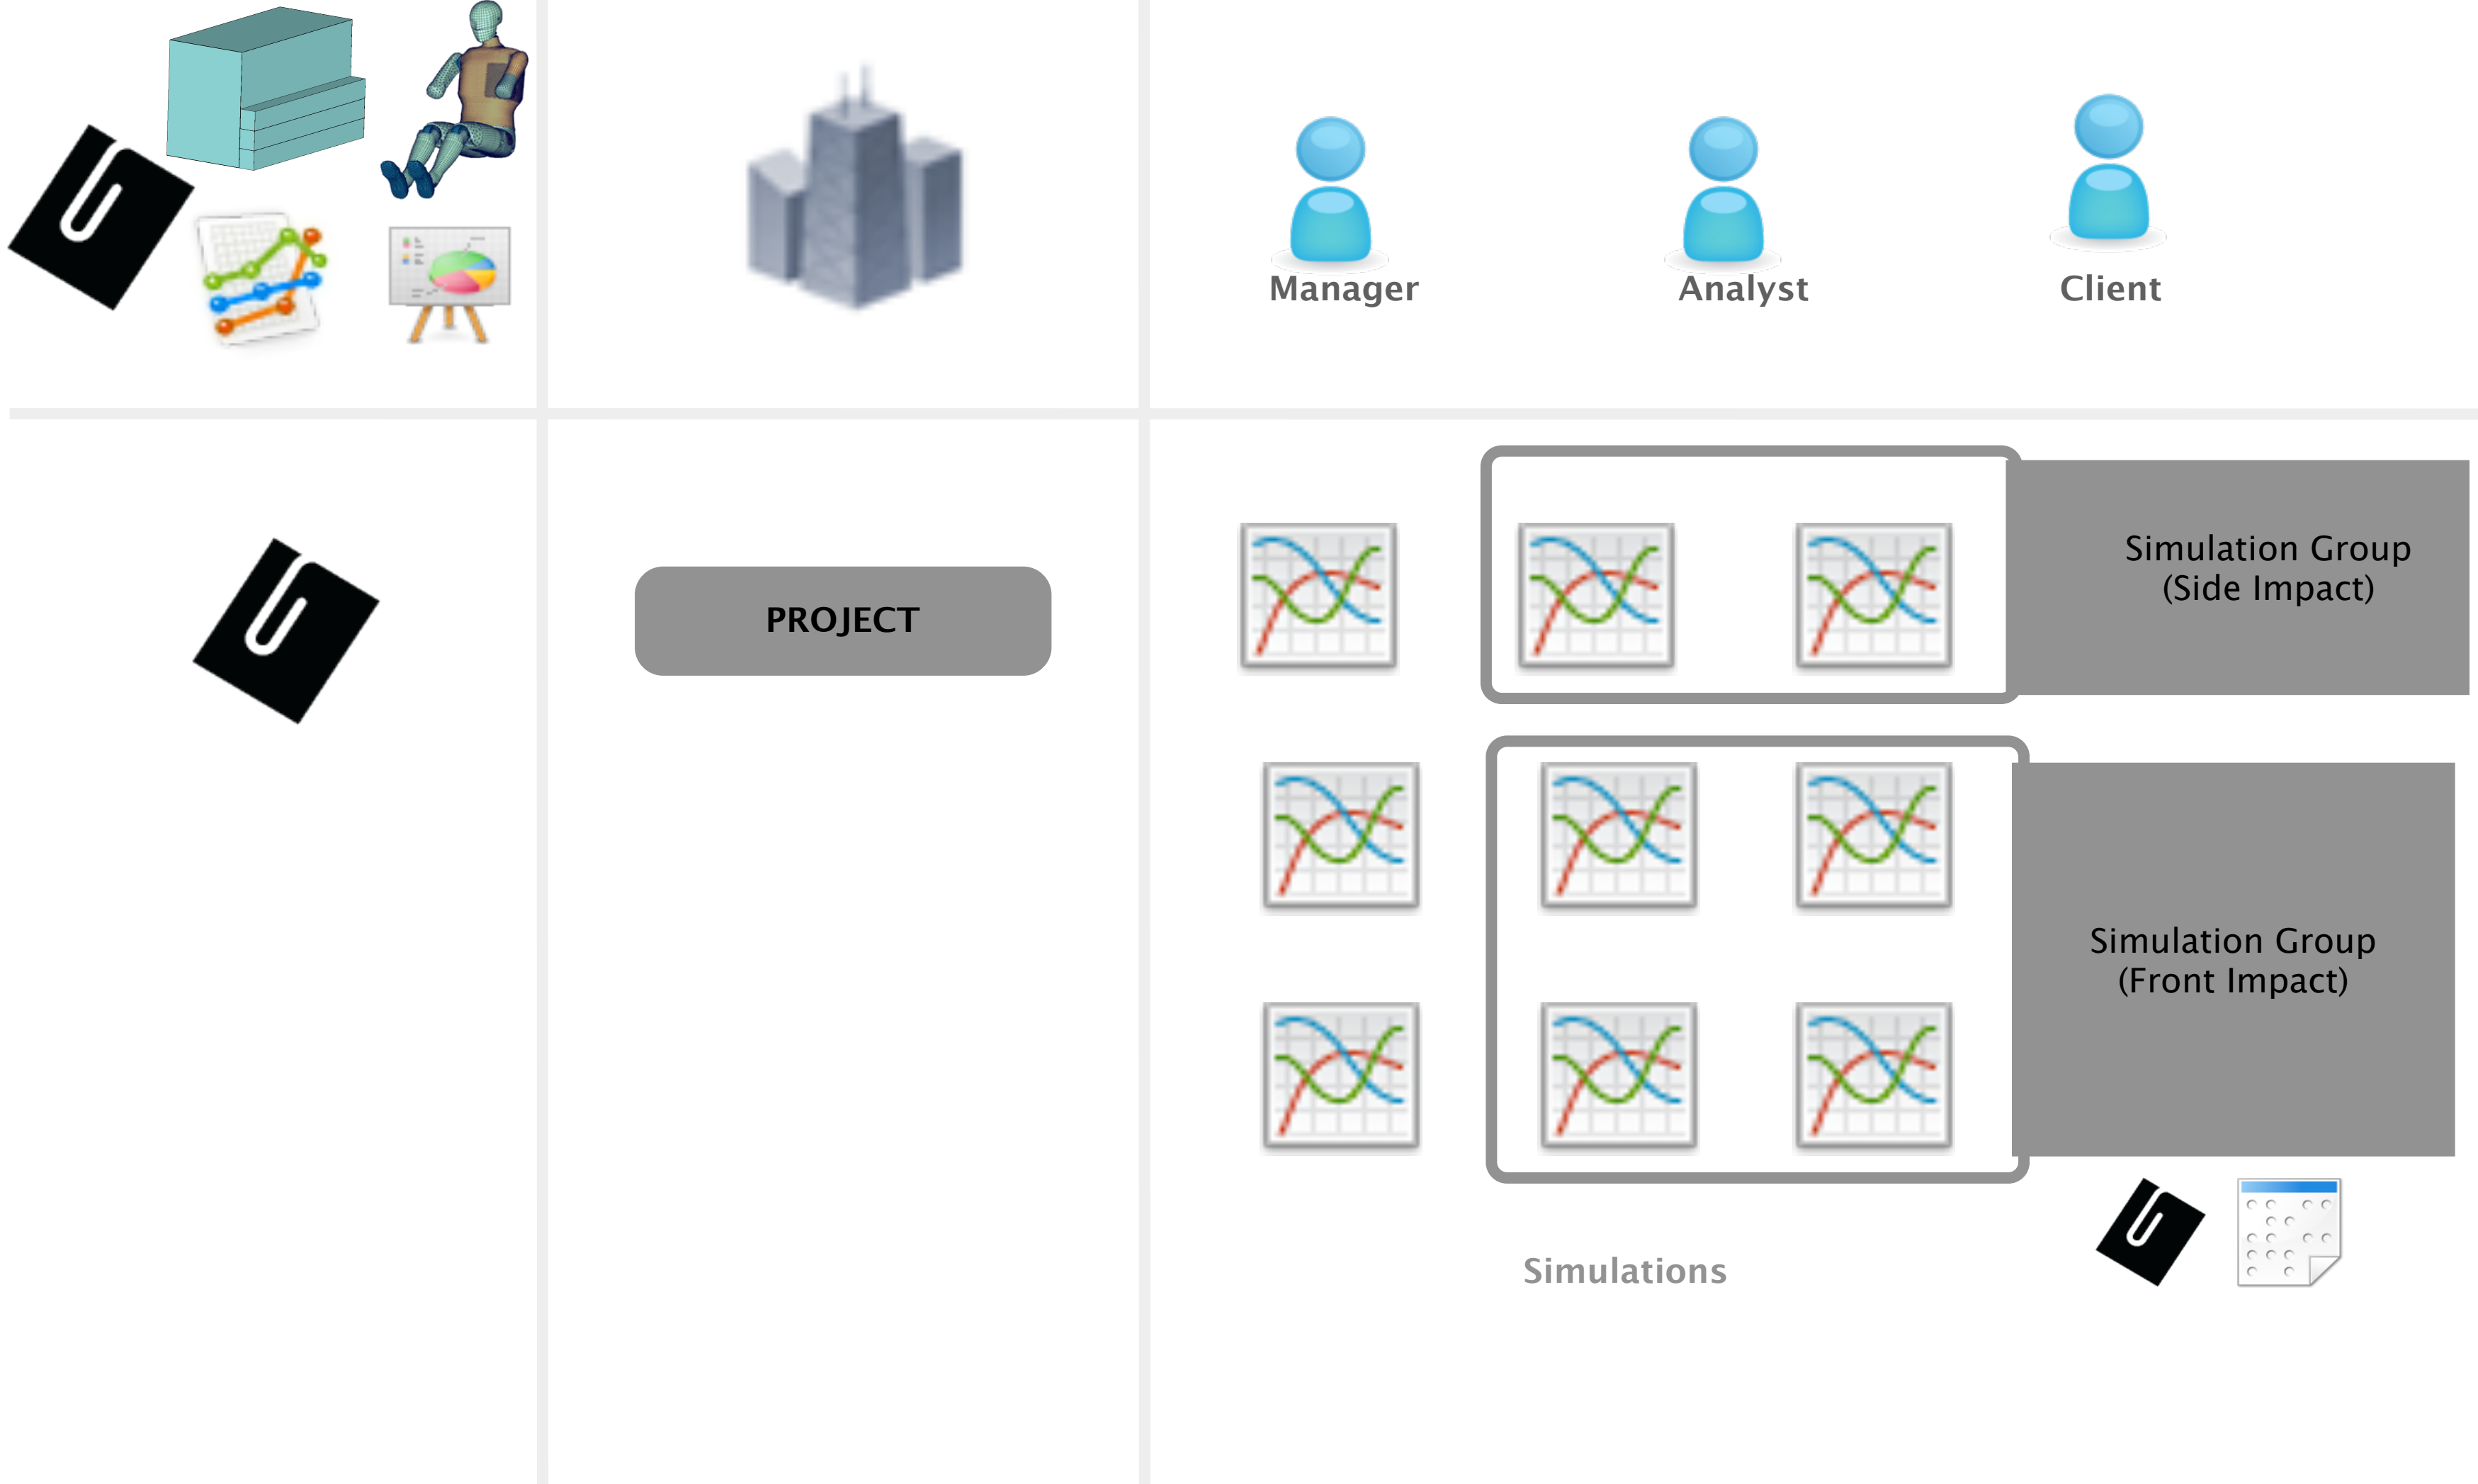 Manager
Analyst
Client
PROJECT
Simulation Group
(Side Impact)
Simulation Group
(Front Impact)
Simulations